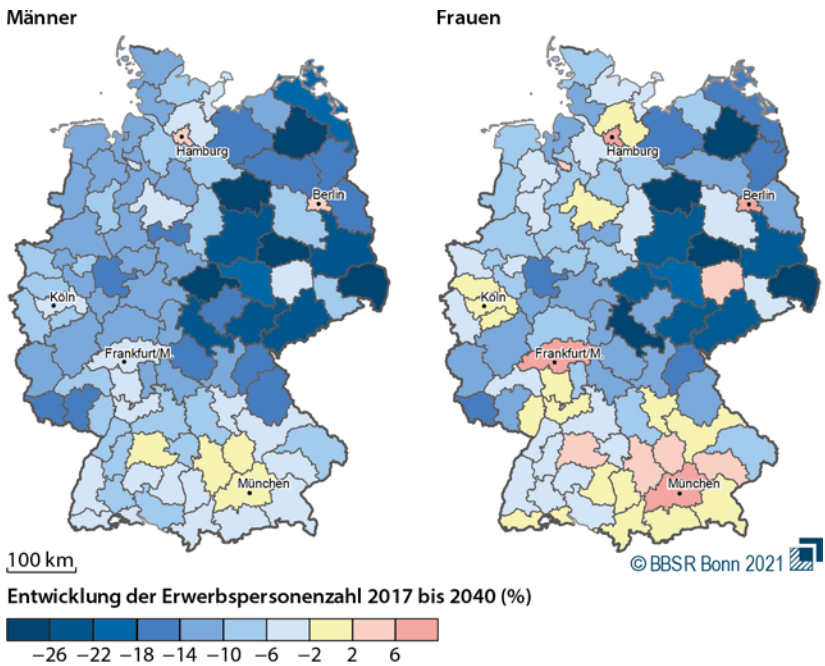 Männer
Frauen
Hamburg
Berlin
Köln
Frankfurt/M.
München
Hamburg
Berlin
Köln
Frankfurt/M.
München
100 km
© BBSR Bonn 2021
Entwicklung der Erwerbspersonenzahl 2017 bis 2040 (%)
−26 −22 −18 −14 −10 −6 −2 2 6